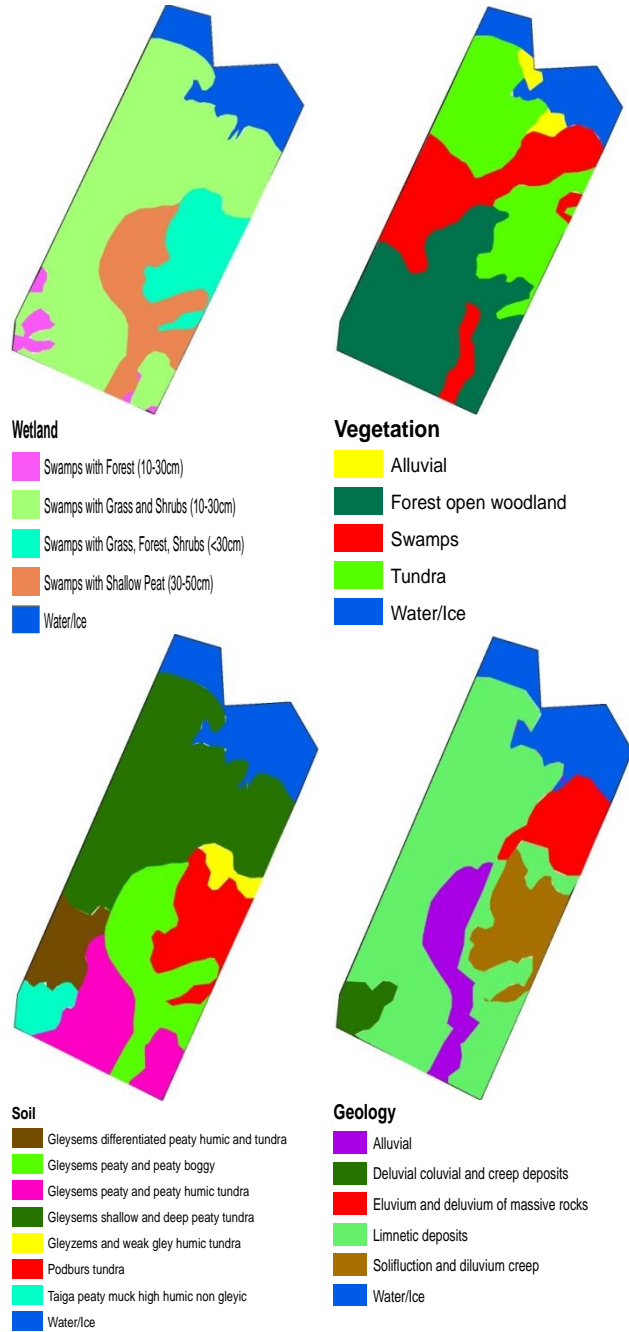 Wetland
Swamps with Forest (10-30cm)
Swamps with Grass and Shrubs (10-30cm)
Swamps with Grass, Forest, Shrubs (<30cm)
Swamps with Shallow Peat (30-50cm)
Water/Ice
Vegetation
Alluvial
Forest open woodland
Swamps
Tundra
Water/Ice
Soil
Gleysems differentiated peaty humic and tundra
Gleysems peaty and peaty boggy
Gleysems peaty and peaty humic tundra
Gleysems shallow and deep peaty tundra
Gleyzems and weak gley humic tundra
Podburs tundra
Taiga peaty muck high humic non gleyic
Water/Ice
Geology
Alluvial
Deluvial coluvial and creep deposits
Eluvium and deluvium of massive rocks
Limnetic deposits
Solifluction and diluvium creep
Water/Ice